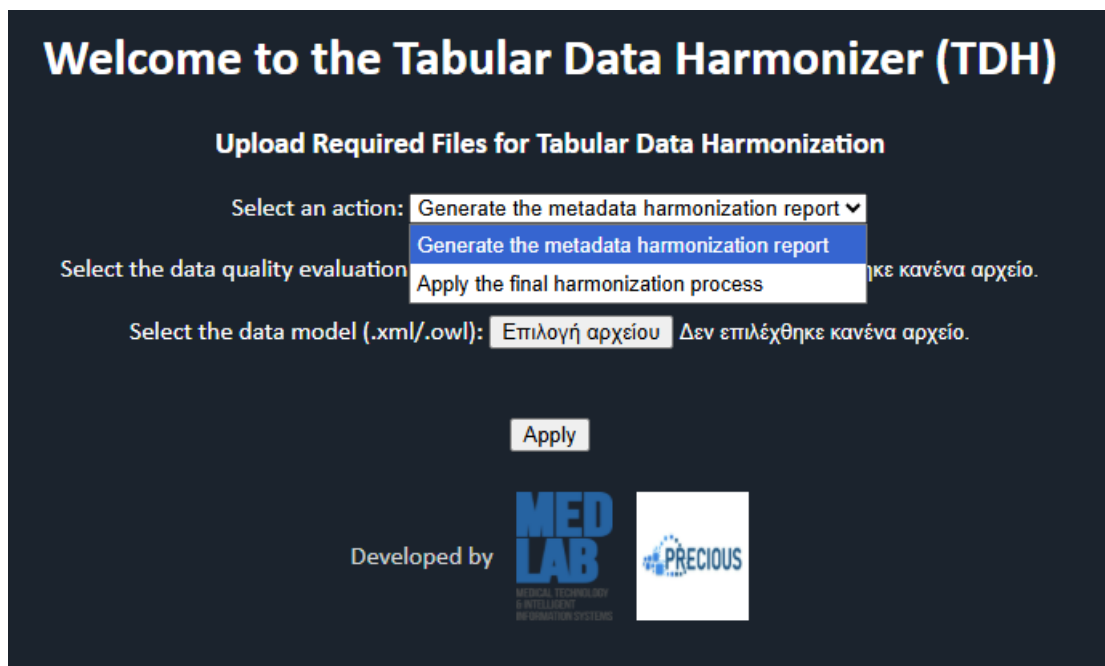 Welcome to the Tabular Data Harmonizer (TDH)
Upload Required Files for Tabular Data Harmonization
Select an action: Generate the metadata harmonization report
Generate the metadata harmonization report
Select the data quality evaluation ηκε κανένα αρχείο.
Apply the final harmonization process
Select the data model (.xml/.owl): Επιλογή αρχείου Δεν επιλέχθηκε κανένα αρχείο.
Apply
Developed by
MED
LAB
MEDICAL TECHNOLOGY
& INTELLIGENT
INFORMATION SYSTEMS
PRECIOUS